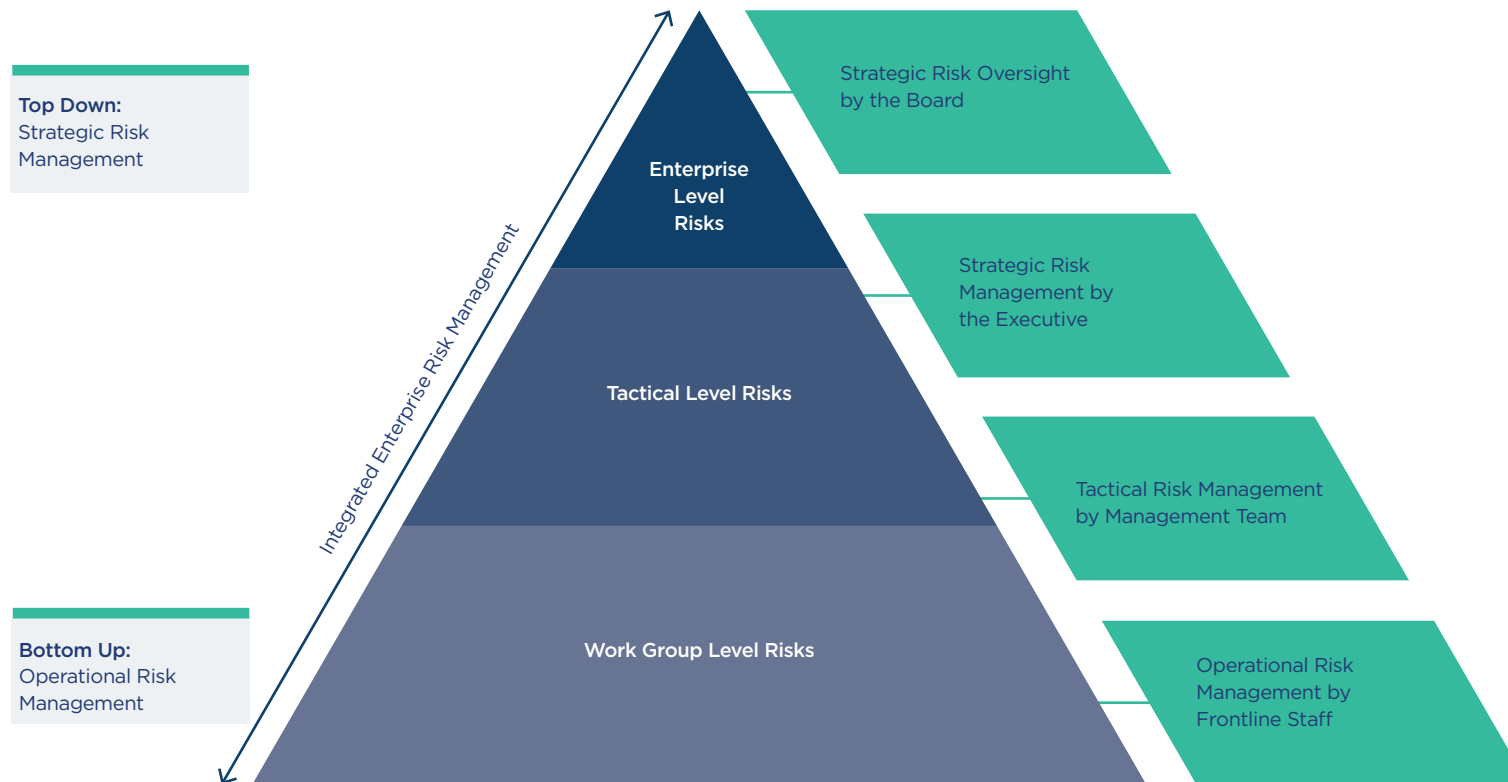 Top Down:
Strategic Risk
Management
Integrated Enterprise Risk Management
Enterprise
Level
Risks
Tactical Level Risks
Work Group Level Risks
Strategic Risk Oversight
by the Board
Strategic Risk
Management by
the Executive
Tactical Risk Management
by Management Team
Operational Risk
Management by
Frontline Staff
Bottom Up:
Operational Risk
Management